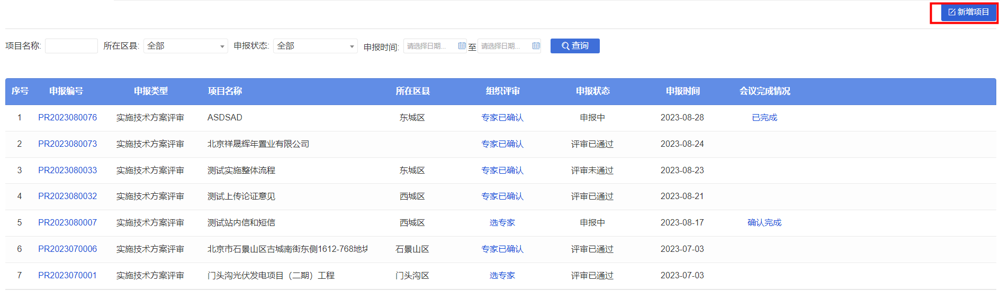 新增项目
项目名称: 所在区县: 全部 申报状态: 全部 申报时间: 请选择日期... 至 请选择日期... 查询
序号 申报编号 申报类型 项目名称 所在区县 组织评审 申报状态 申报时间 会议完成情况
1 PR2023080076 实施技术方案评审 ASDSAD 东城区 专家已确认 申报中 2023-08-28 已完成
2 PR2023080073 实施技术方案评审 北京祥晟辉年置业有限公司 专家已确认 评审已通过 2023-08-24
3 PR2023080033 实施技术方案评审 测试实施整体流程 东城区 专家已确认 评审未通过 2023-08-23
4 PR2023080032 实施技术方案评审 测试上传论证意见 西城区 专家已确认 评审已通过 2023-08-21
5 PR2023080007 实施技术方案评审 测试站内信和短信 西城区 选专家 申报中 2023-08-17 确认完成
6 PR2023070006 实施技术方案评审 北京市石景山区古城南街东侧1612-768地块 石景山区 专家已确认 评审已通过 2023-07-03
7 PR2023070001 实施技术方案评审 门头沟光伏发电项目（二期）工程 门头沟区 选专家 评审已通过 2023-07-03